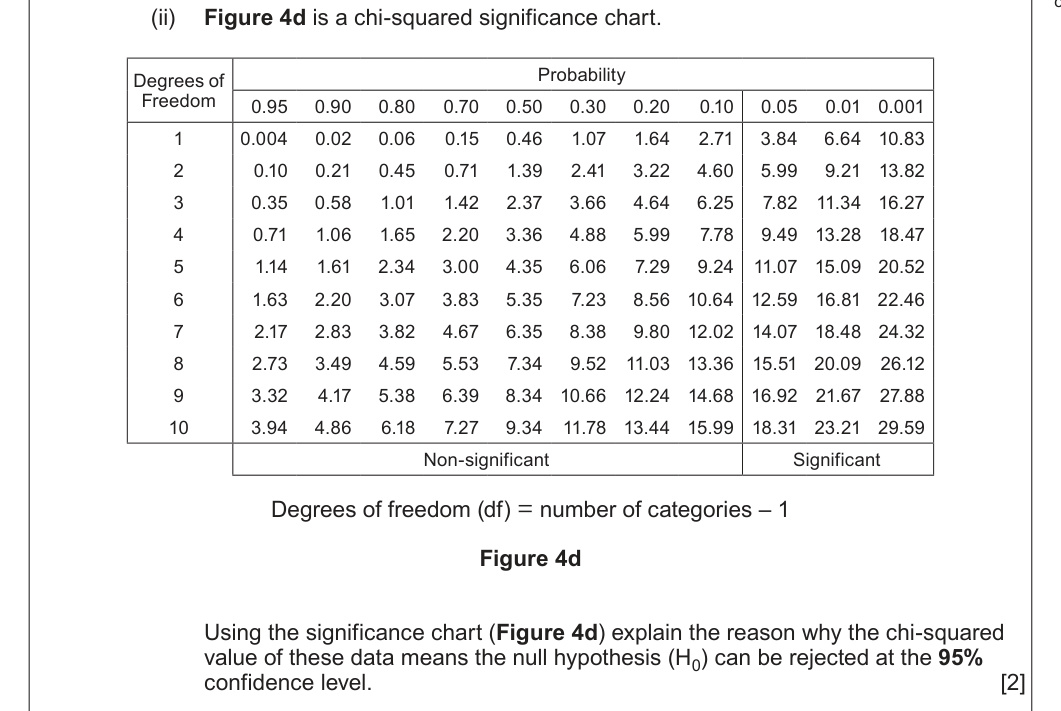 (ii) Figure 4d is a chi-squared significance chart.
Degrees of Freedom Probability
0.95 0.90 0.80 0.70 0.50 0.30 0.20 0.10 0.05 0.01 0.001
1 0.004 0.02 0.06 0.15 0.46 1.07 1.64 2.71 3.84 6.64 10.83
2 0.10 0.21 0.45 0.71 1.39 2.41 3.22 4.60 5.99 9.21 13.82
3 0.35 0.58 1.01 1.42 2.37 3.66 4.64 6.25 7.82 11.34 16.27
4 0.71 1.06 1.65 2.20 3.36 4.88 5.99 7.78 9.49 13.28 18.47
5 1.14 1.61 2.34 3.00 4.35 6.06 7.29 9.24 11.07 15.09 20.52
6 1.63 2.20 3.07 3.83 5.35 7.23 8.56 10.64 12.59 16.81 22.46
7 2.17 2.83 3.82 4.67 6.35 8.38 9.80 12.02 14.07 18.48 24.32
8 2.73 3.49 4.59 5.53 7.34 9.52 11.03 13.36 15.51 20.09 26.12
9 3.32 4.17 5.38 6.39 8.34 10.66 12.24 14.68 16.92 21.67 27.88
10 3.94 4.86 6.18 7.27 9.34 11.78 13.44 15.99 18.31 23.21 29.59
Non-significant Significant
Degrees of freedom (df) = number of categories – 1
Figure 4d
Using the significance chart (Figure 4d) explain the reason why the chi-squared
value of these data means the null hypothesis (H₀) can be rejected at the 95%
confidence level. [2]